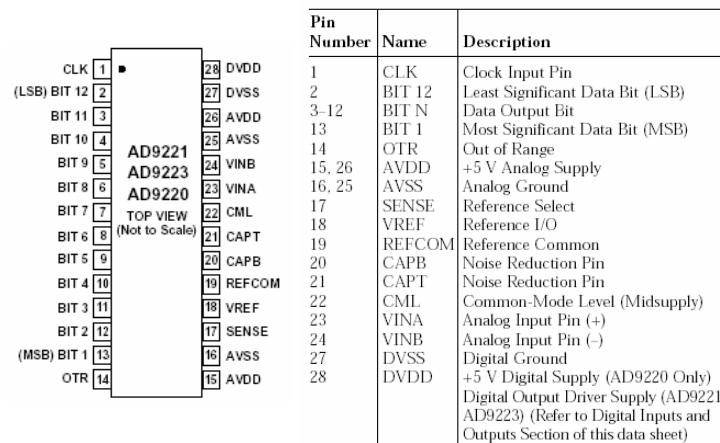 CLK 1
(LSB) BIT 12 2
BIT 11 3
BIT 10 4
BIT 9 5
BIT 8 6
BIT 7 7
BIT 6 8
BIT 5 9
BIT 4 10
BIT 3 11
BIT 2 12
(MSB) BIT 1 13
OTR 14
AD9221
AD9223
AD9220
TOP VIEW
(Not to Scale)
28 DVDD
27 DVSS
26 AVDD
25 AVSS
24 VINB
23 VINA
22 CML
21 CAPT
20 CAPB
19 REFCOM
18 VREF
17 SENSE
16 AVSS
15 AVDD
Pin
Number Name Description
1 CLK Clock Input Pin
2 BIT 12 Least Significant Data Bit (LSB)
3–12 BIT N Data Output Bit
13 BIT 1 Most Significant Data Bit (MSB)
14 OTR Out of Range
15, 26 AVDD +5 V Analog Supply
16, 25 AVSS Analog Ground
17 SENSE Reference Select
18 VREF Reference I/O
19 REFCOM Reference Common
20 CAPB Noise Reduction Pin
21 CAPT Noise Reduction Pin
22 CML Common-Mode Level (Midsupply)
23 VINA Analog Input Pin (+)
24 VINB Analog Input Pin (–)
27 DVSS Digital Ground
28 DVDD +5 V Digital Supply (AD9220 Only)
Digital Output Driver Supply (AD9221
AD9223) (Refer to Digital Inputs and
Outputs Section of this data sheet)